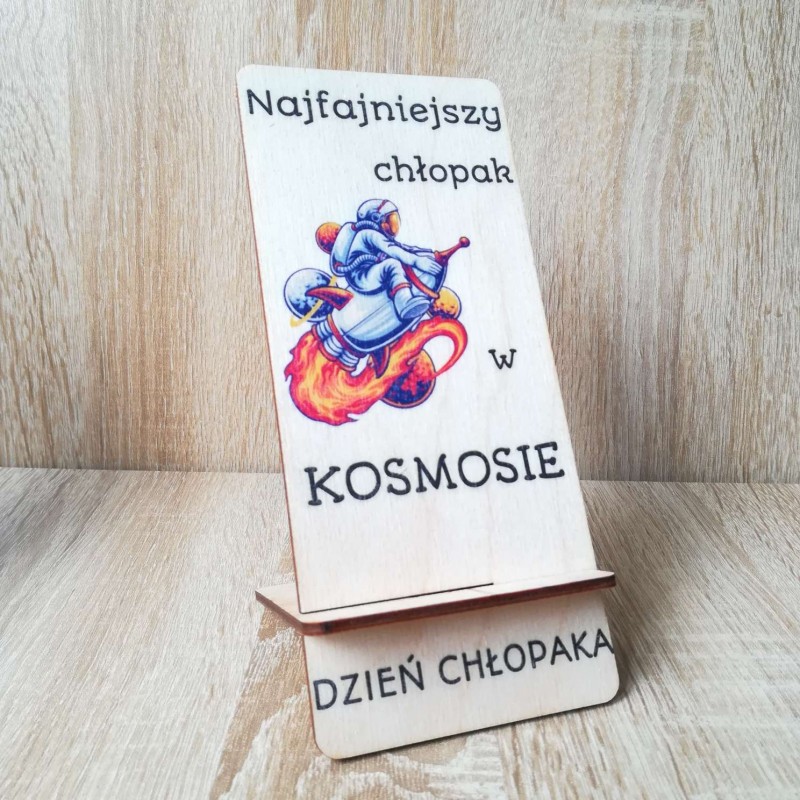 Najfajniejszy
chłopak
w
KOSMOSIE
DZIEŃ CHŁOPAKA